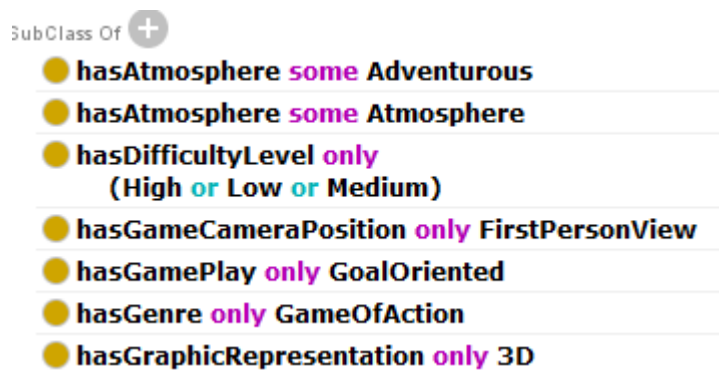 SubClass Of
hasAtmosphere some Adventurous
hasAtmosphere some Atmosphere
hasDifficultyLevel only
(High or Low or Medium)
hasGameCameraPosition only FirstPersonView
hasGamePlay only GoalOriented
hasGenre only GameOfAction
hasGraphicRepresentation only 3D